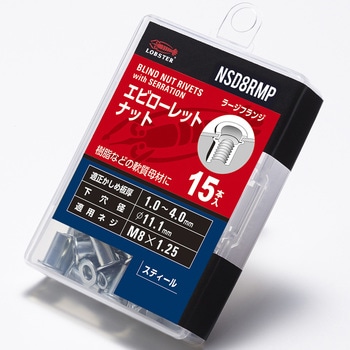 LOBSTER
BLIND NUT RIVETS
with SERRATION
エビローレット
ナット
樹脂などの軟質母材に
NSD8RMP
ラージフランジ
15本入
適正かしめ板厚 1.0~4.0mm
下穴径 Ø11.1mm
適用ネジ M8×1.25
スティール